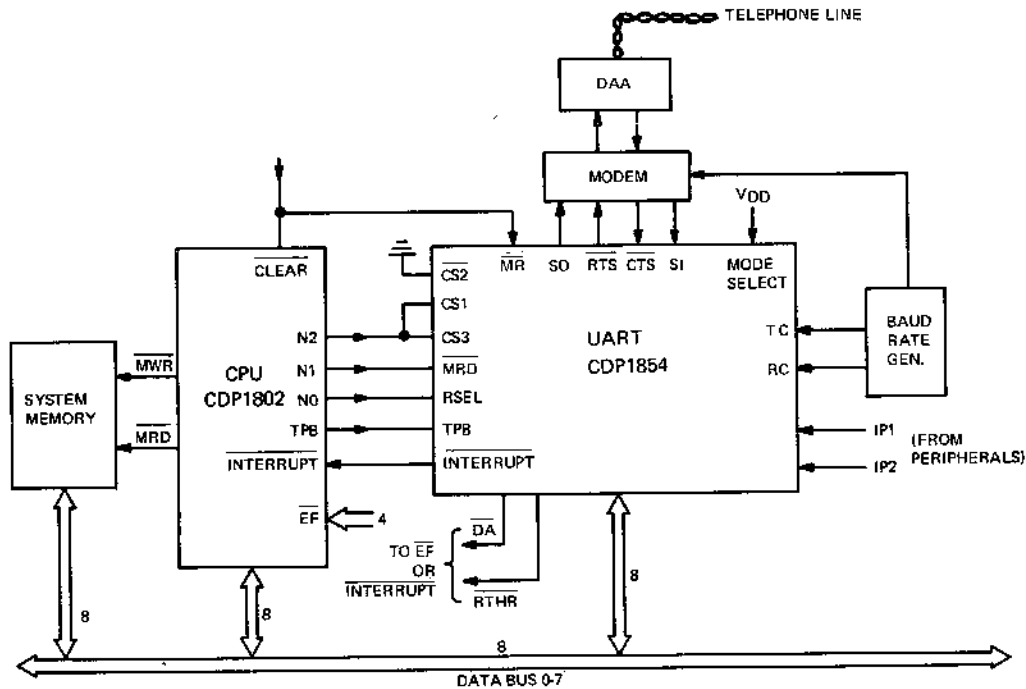 TELEPHONE LINE
DAA
MODEM
VDD
CLEAR
MR SO RTS CTS SI MODE SELECT
CS2
CS1
CS3
MRD
RSEL
TPB
INTERRUPT
UART
CDP1854
TC
RC
BAUD
RATE
GEN.
IP1
IP2
(FROM
PERIPHERALS)
CPU
CDP1802
N2
N1
N0
TPB
INTERRUPT
EF
4
SYSTEM
MEMORY
MWR
MRD
DA
TO EF
OR
INTERRUPT
RTHR
8
8
8
8
DATA BUS 0-7